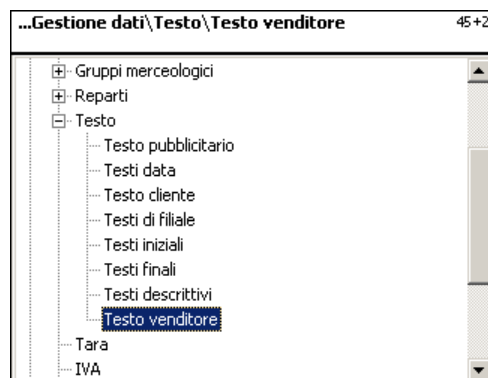 ...Gestione dati\Testo\Testo venditore 45+2
Gruppi merceologici
Reparti
Testo
Testo pubblicitario
Testi data
Testo cliente
Testi di filiale
Testi iniziali
Testi finali
Testi descrittivi
Testo venditore
Tara
IVA